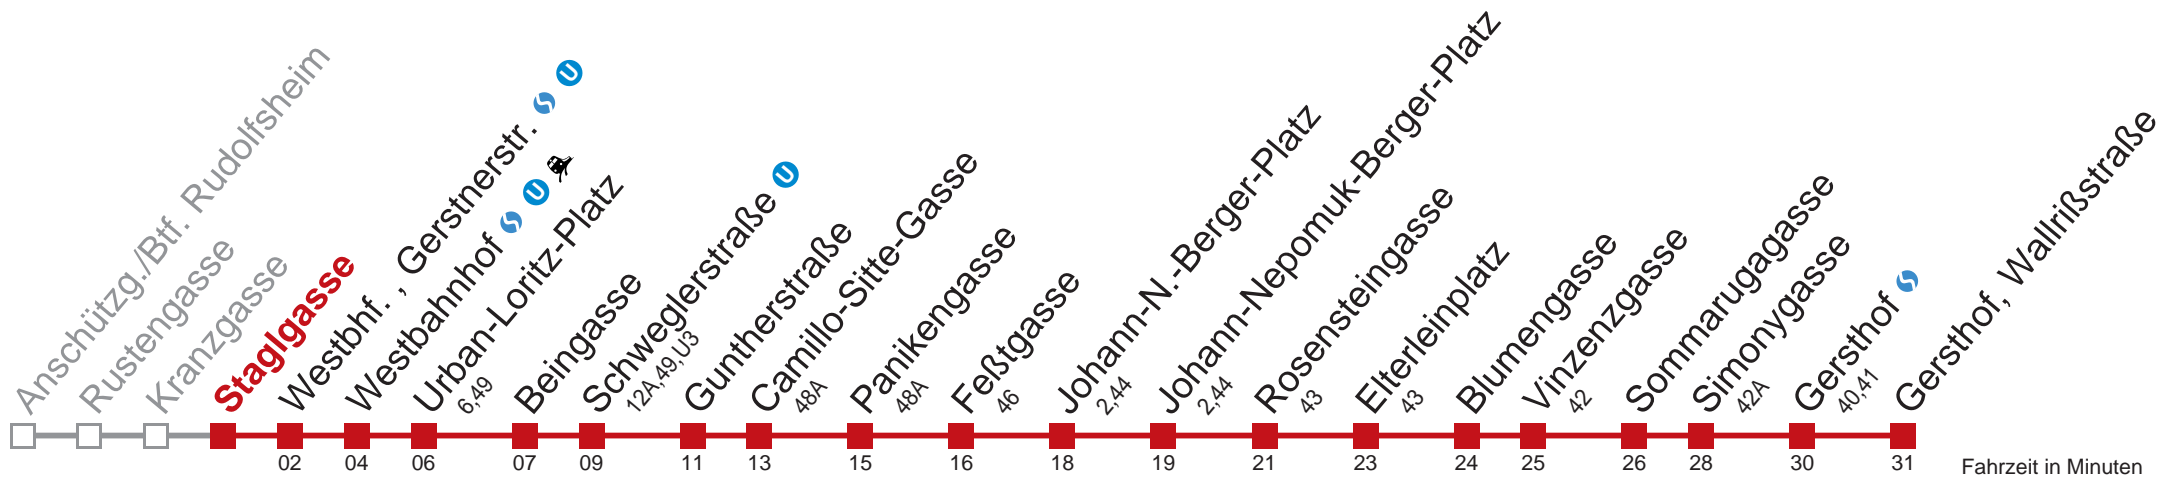 Anschützg./Btf. Rudolfsheim
Rustengasse
Kranzgasse
Staglgasse
Westbhf. , Gerstnerstr. U
02
Westbahnhof U
04
Urban-Loritz-Platz
6,49
06
Beingasse
07
Schweglerstraße U
12A,49,U3
09
Guntherstraße
11
Camillo-Sitte-Gasse
48A
13
Panikengasse
48A
15
Feßtgasse
46
16
Johann-N.-Berger-Platz
2,44
18
Johann-Nepomuk-Berger-Platz
2,44
19
Rosensteingasse
43
21
Elterleinplatz
43
23
Blumengasse
24
Vinzenzgasse
42
25
Sommarugagasse
26
Simonygasse
42A
28
Gersthof
40,41
30
Gersthof, Wallrißstraße
31
Fahrzeit in Minuten